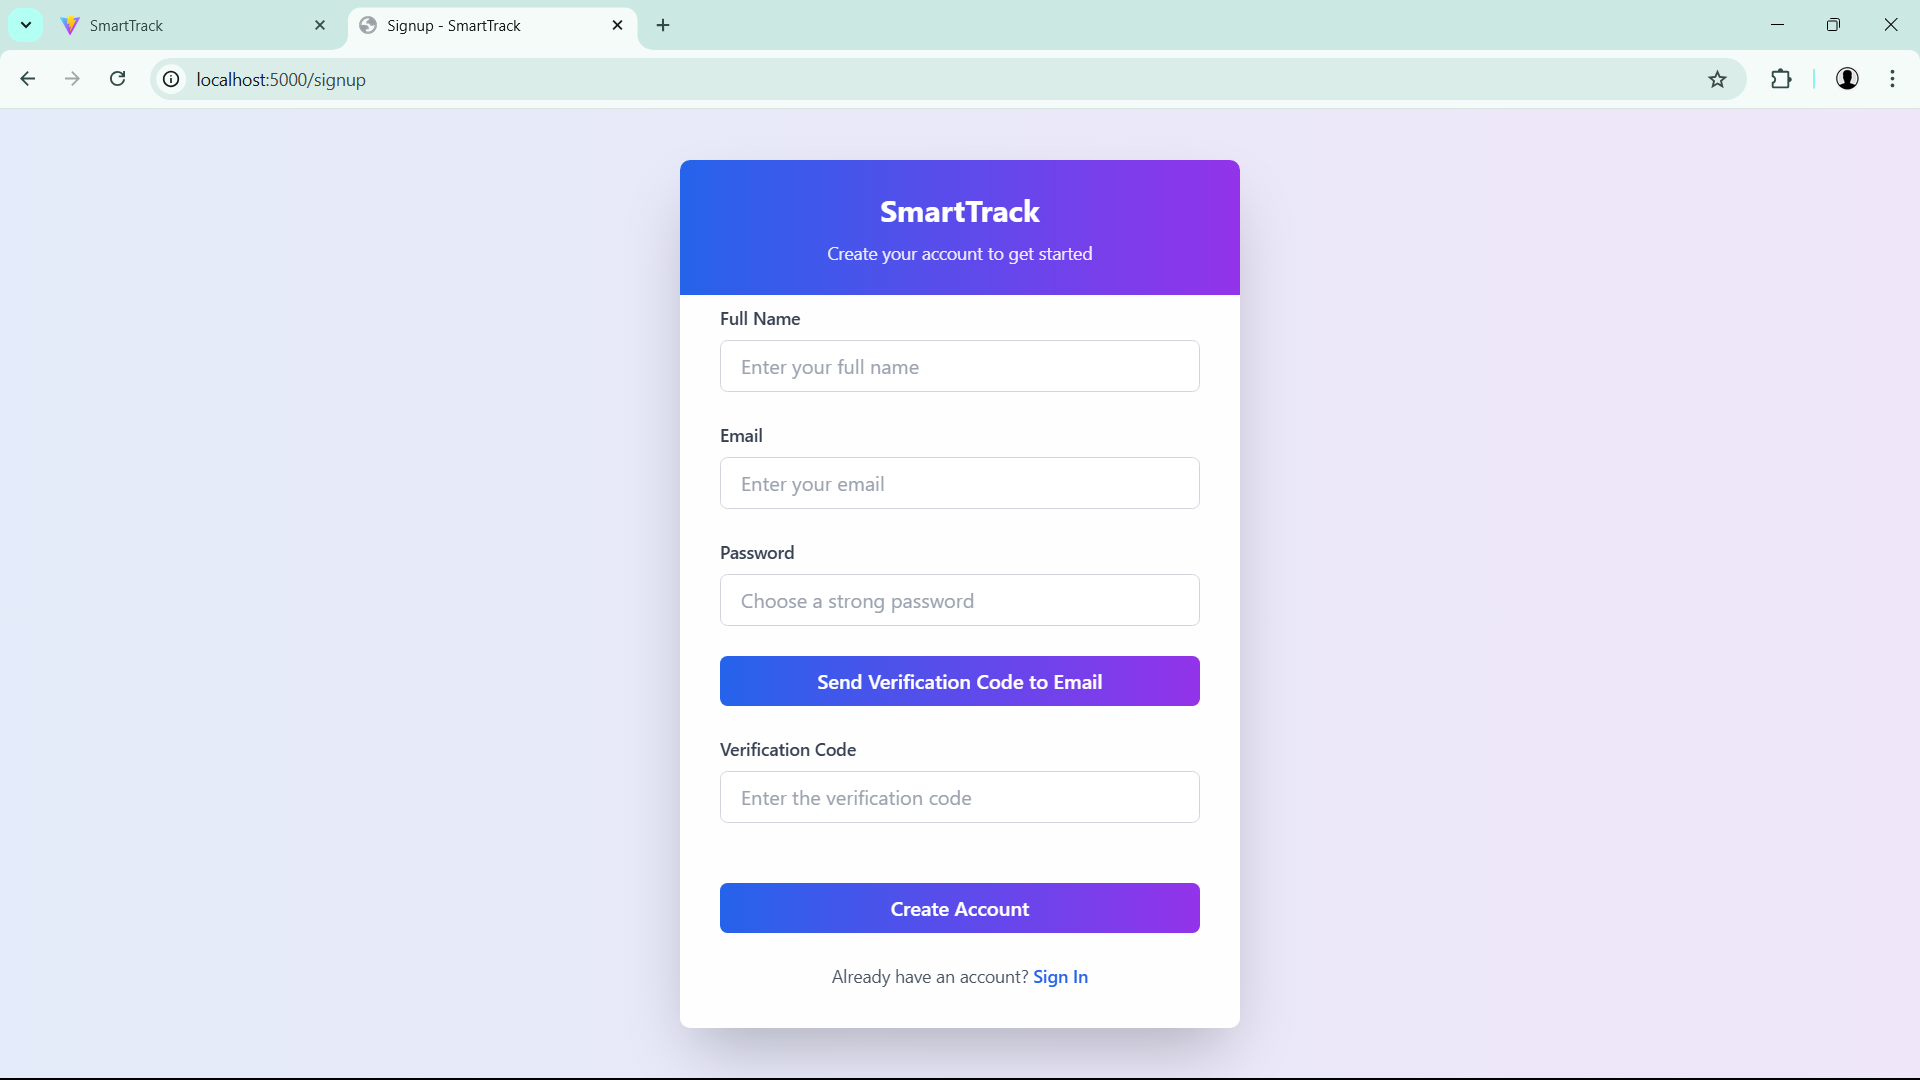 SmartTrack
Signup - SmartTrack
localhost:5000/signup
SmartTrack
Create your account to get started
Full Name
Enter your full name
Email
Enter your email
Password
Choose a strong password
Send Verification Code to Email
Verification Code
Enter the verification code
Create Account
Already have an account? Sign In